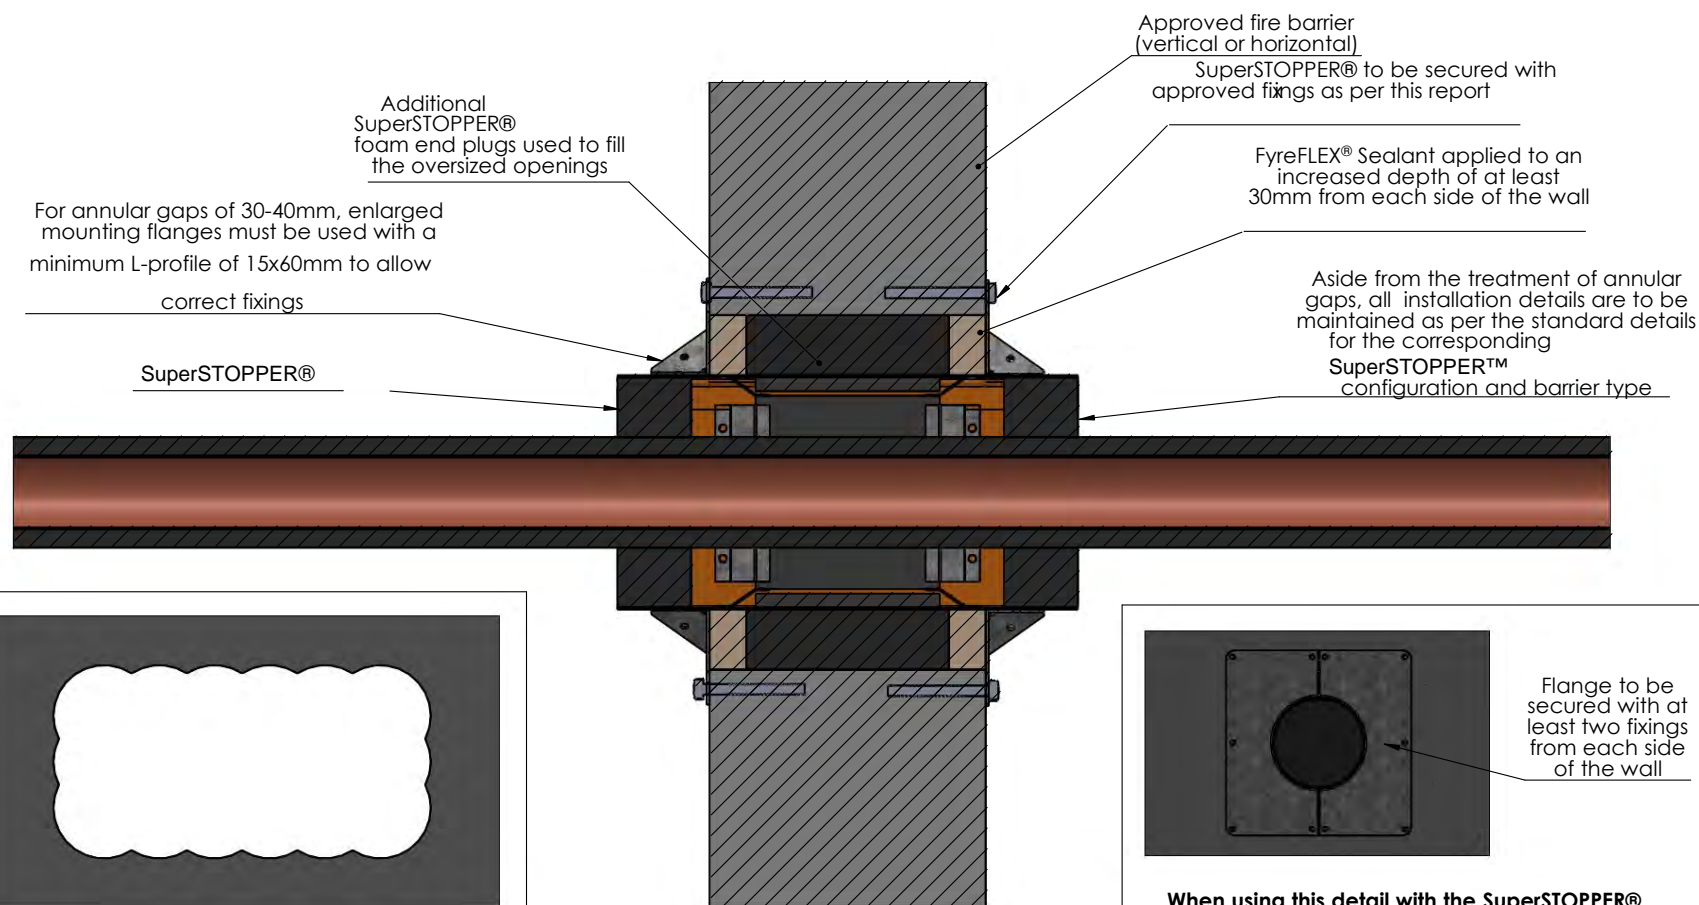 Approved fire barrier
(vertical or horizontal)
SuperSTOPPER® to be secured with
approved fixings as per this report
Additional
SuperSTOPPER®
foam end plugs used to fill
the oversized openings
FyreFLEX® Sealant applied to an
increased depth of at least
30mm from each side of the wall
For annular gaps of 30-40mm, enlarged
mounting flanges must be used with a
minimum L-profile of 15x60mm to allow
correct fixings
Aside from the treatment of annular
gaps, all installation details are to be
maintained as per the standard details
for the corresponding
SuperSTOPPER™
configuration and barrier type
SuperSTOPPER®
Flange to be
secured with at
least two fixings
from each side
of the wall
When using this detail with the SuperSTOPPER®